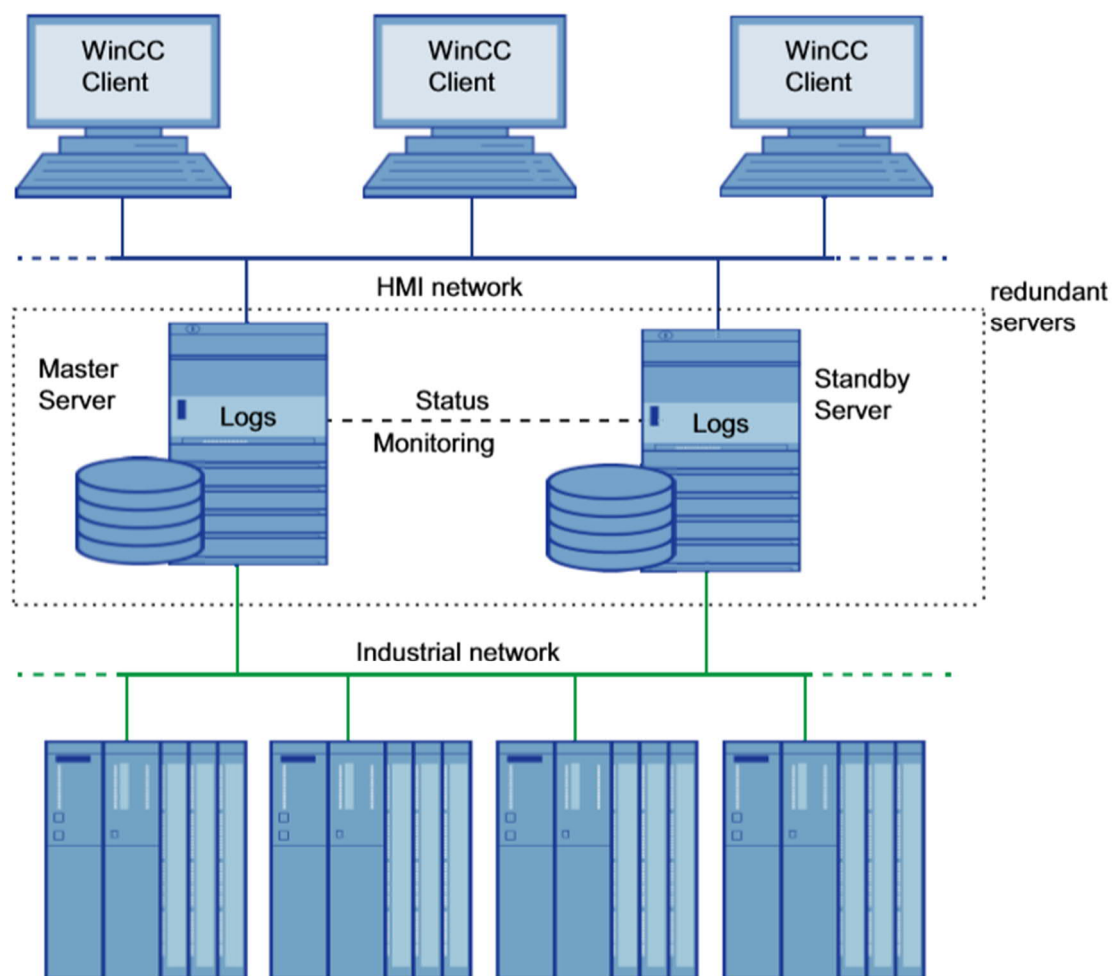 WinCC
Client
WinCC
Client
WinCC
Client
HMI network
redundant
servers
Master
Server
Logs
Status
Monitoring
Logs
Standby
Server
Industrial network